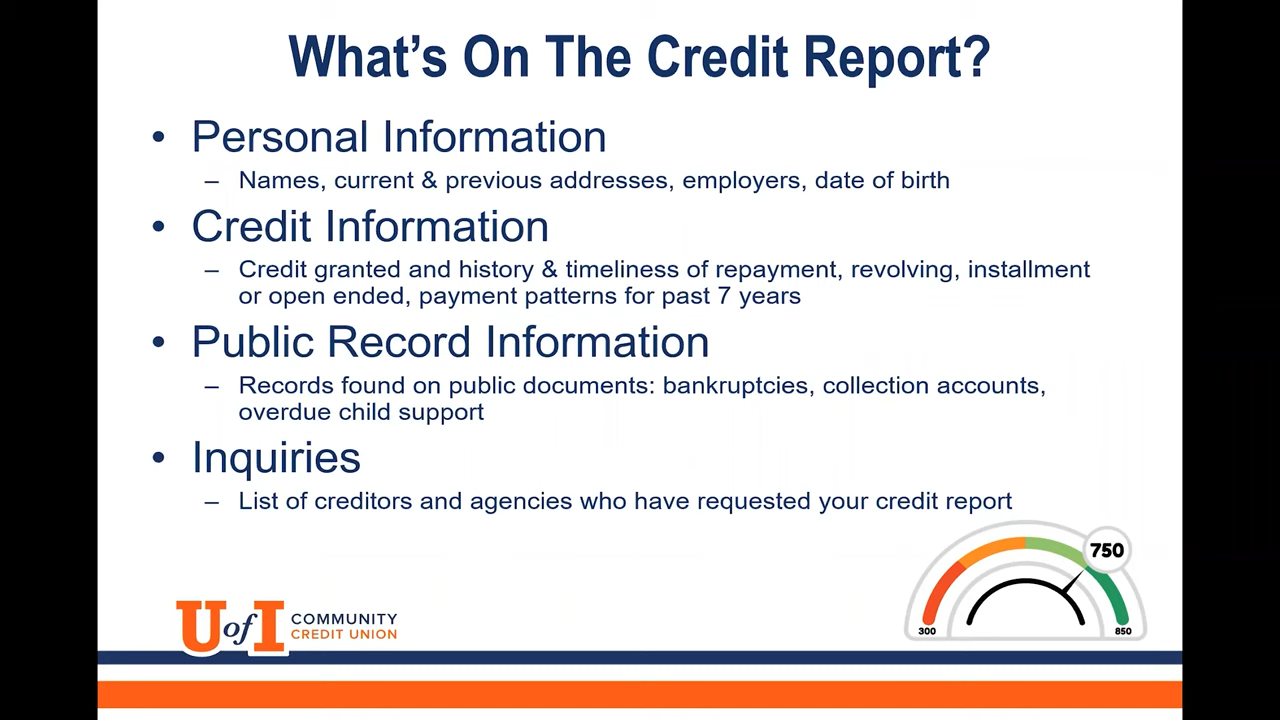 What's On The Credit Report?
• Personal Information
– Names, current & previous addresses, employers, date of birth
• Credit Information
– Credit granted and history & timeliness of repayment, revolving, installment
or open ended, payment patterns for past 7 years
• Public Record Information
– Records found on public documents: bankruptcies, collection accounts,
overdue child support
• Inquiries
– List of creditors and agencies who have requested your credit report
750
300
850
U of I
COMMUNITY
CREDIT UNION